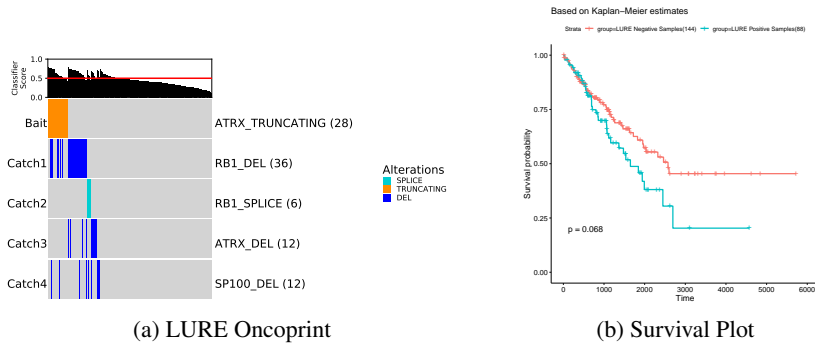 Based on Kaplan–Meier estimates
Strata group=LURE Negative Samples(144) group=LURE Positive Samples(88)
Classifier
Score
1.0
0.5
0.0
Bait ATRX_TRUNCATING (28)
Catch1 RB1_DEL (36)
Catch2 RB1_SPLICE (6)
Catch3 ATRX_DEL (12)
Catch4 SP100_DEL (12)
Alterations
SPLICE
TRUNCATING
DEL
Survival probability
1.00
0.75
0.50
0.25
0.00
p = 0.068
0 1000 2000 3000 4000 5000 6000
Time
(a) LURE Oncoprint
(b) Survival Plot